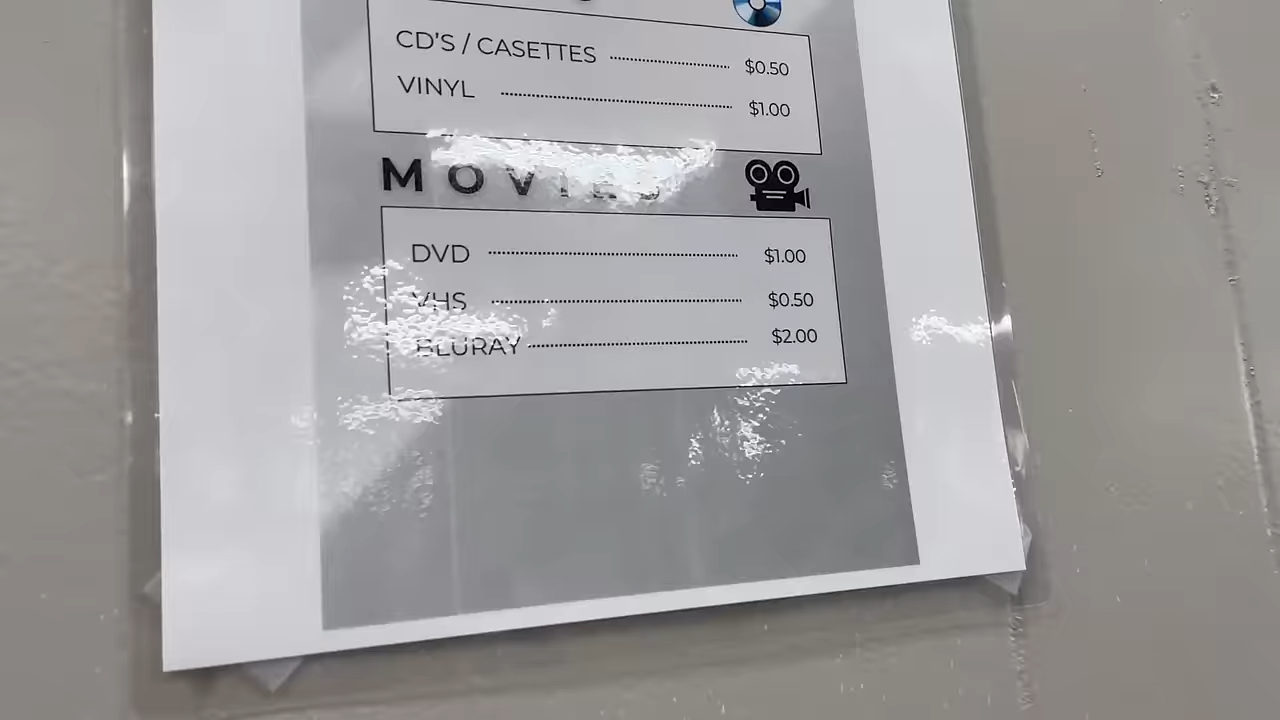 CD'S / CASETTES ........ $0.50
VINYL ........ $1.00
MOVIES
DVD ........ $1.00
VHS ........ $0.50
BLURAY ........ $2.00